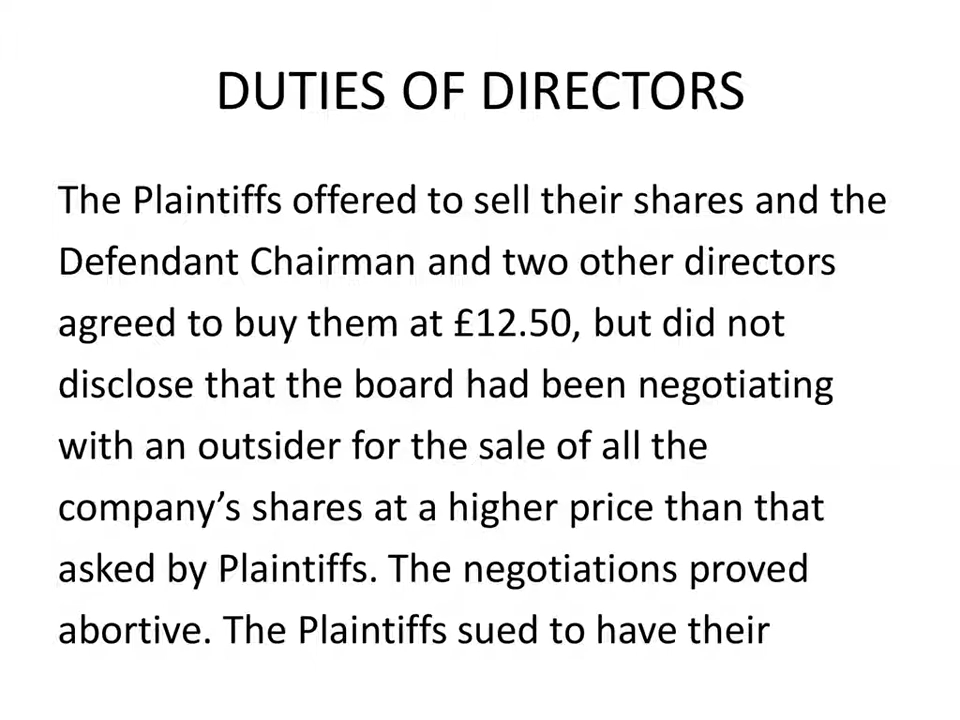 DUTIES OF DIRECTORS
The Plaintiffs offered to sell their shares and the
Defendant Chairman and two other directors
agreed to buy them at £12.50, but did not
disclose that the board had been negotiating
with an outsider for the sale of all the
company’s shares at a higher price than that
asked by Plaintiffs. The negotiations proved
abortive. The Plaintiffs sued to have their